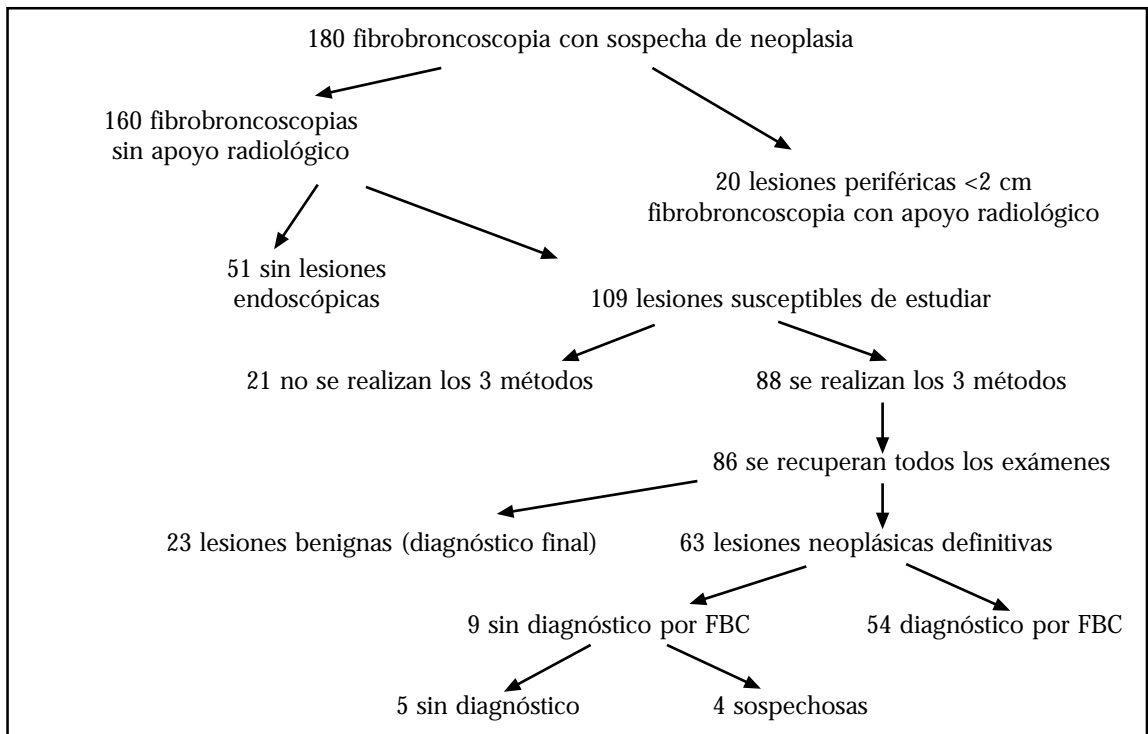 180 fibrobroncoscopia con sospecha de neoplasia
160 fibrobroncoscopias
sin apoyo radiológico
20 lesiones periféricas <2 cm
fibrobroncoscopia con apoyo radiológico
51 sin lesiones
endoscópicas
109 lesiones susceptibles de estudiar
21 no se realizan los 3 métodos
88 se realizan los 3 métodos
86 se recuperan todos los exámenes
23 lesiones benignas (diagnóstico final)
63 lesiones neoplásicas definitivas
9 sin diagnóstico por FBC
54 diagnóstico por FBC
5 sin diagnóstico
4 sospechosas